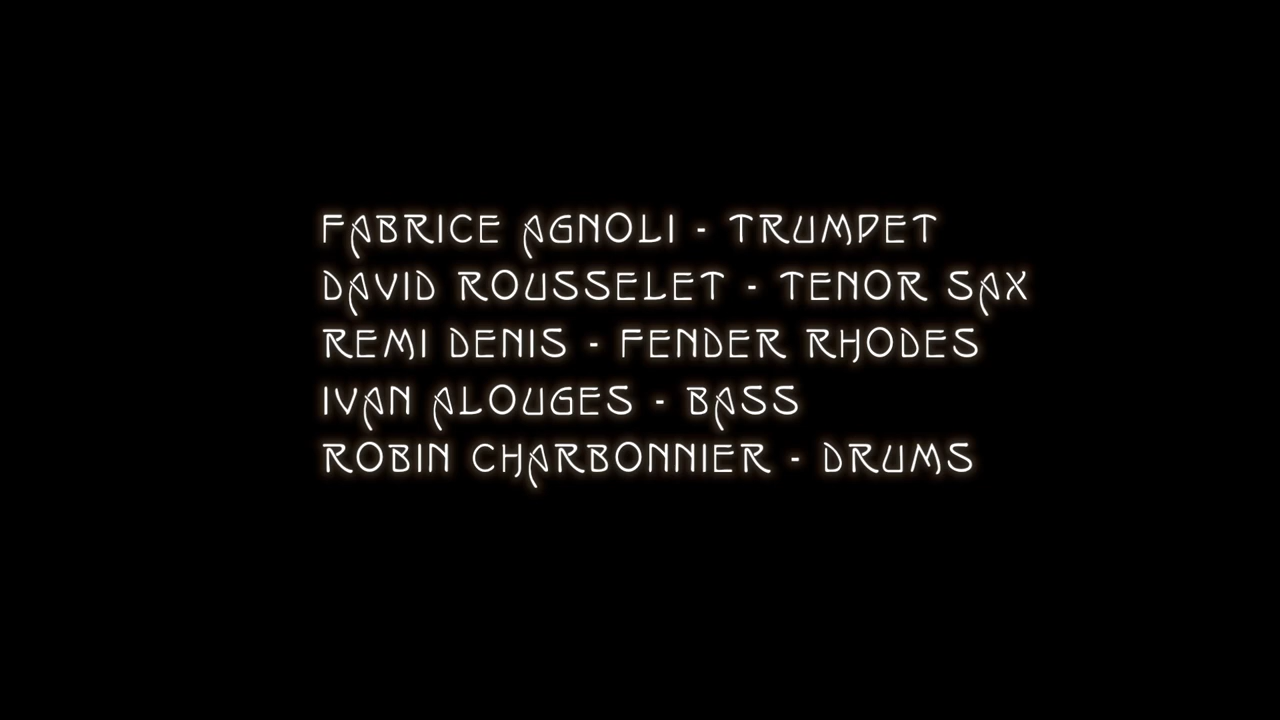 FABRICE AGNOLI - TRUMPET
DAVID ROUSSELET - TENOR SAX
REMI DENIS - FENDER RHODES
IVAN ALOUGES - BASS
ROBIN CHARBONNIER - DRUMS